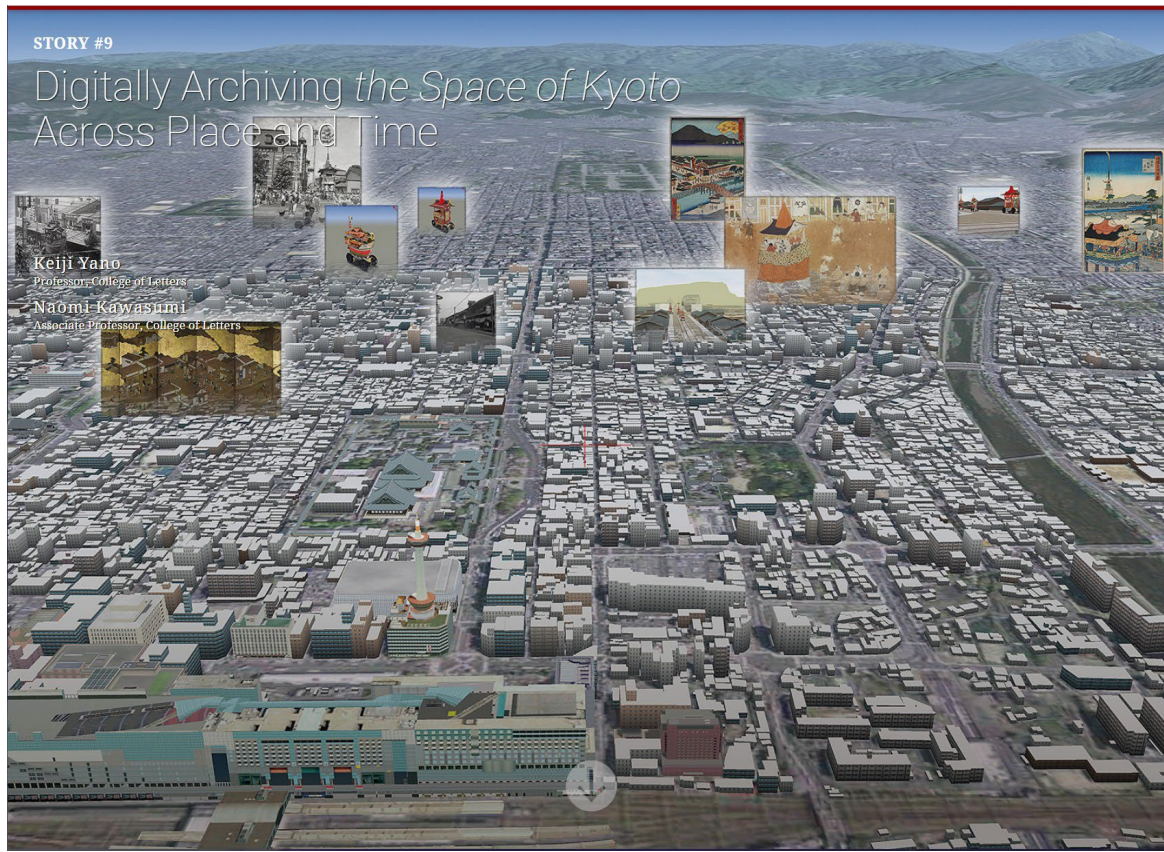 STORY #9
Digitally Archiving the Space of Kyoto
Across Place and Time
Keiji Yano
Professor, College of Letters
Naomi Kawasumi
Associate Professor, College of Letters